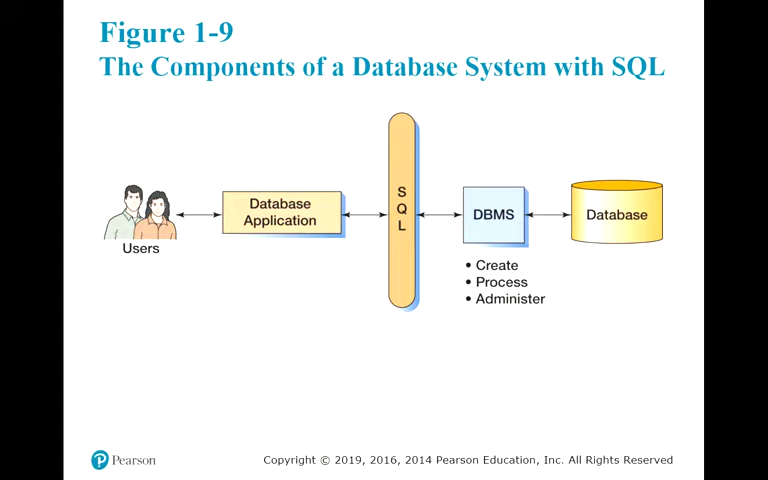 Figure 1-9
The Components of a Database System with SQL
Users
Database
Application
S
Q
L
DBMS
Database
• Create
• Process
• Administer
Pearson
Copyright © 2019, 2016, 2014 Pearson Education, Inc. All Rights Reserved